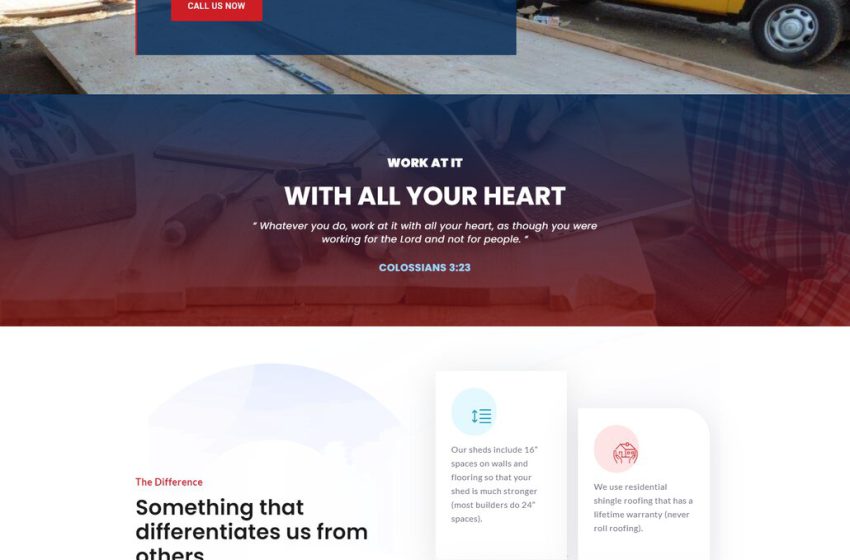 CALL US NOW
WORK AT IT
WITH ALL YOUR HEART
“ Whatever you do, work at it with all your heart, as though you were
working for the Lord and not for people. “
COLOSSIANS 3:23
The Difference
Something that
differentiates us from
others
Our sheds include 16”
spaces on walls and
flooring so that your
shed is much stronger
(most builders do 24”
spaces).
We use residential
shingle roofing that has a
lifetime warranty (never
roll roofing).